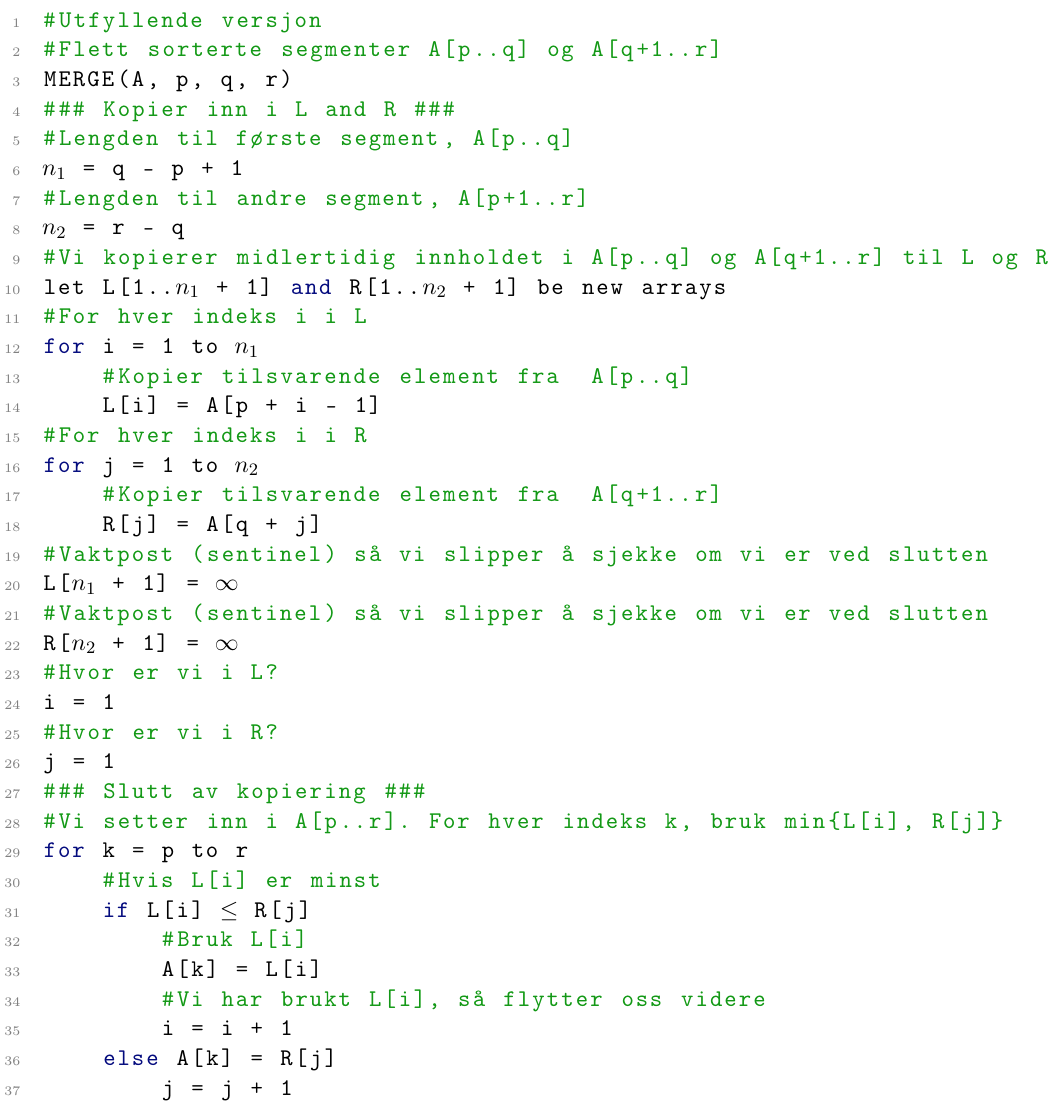 1 #Utfyllende versjon
2 #Flett sorterte segmenter A[p..q] og A[q+1..r]
3 MERGE(A, p, q, r)
4 ### Kopier inn i L and R ###
5 #Lengden til første segment, A[p..q]
6 n₁ = q - p + 1
7 #Lengden til andre segment, A[p+1..r]
8 n₂ = r - q
9 #Vi kopierer midlertidig innholdet i A[p..q] og A[q+1..r] til L og R
10 let L[1..n₁ + 1] and R[1..n₂ + 1] be new arrays
11 #For hver indeks i i L
12 for i = 1 to n₁
13     #Kopier tilsvarende element fra  A[p..q]
14     L[i] = A[p + i - 1]
15 #For hver indeks i i R
16 for j = 1 to n₂
17     #Kopier tilsvarende element fra  A[q+1..r]
18     R[j] = A[q + j]
19 #Vaktpost (sentinel) så vi slipper å sjekke om vi er ved slutten
20 L[n₁ + 1] = ∞
21 #Vaktpost (sentinel) så vi slipper å sjekke om vi er ved slutten
22 R[n₂ + 1] = ∞
23 #Hvor er vi i L?
24 i = 1
25 #Hvor er vi i R?
26 j = 1
27 ### Slutt av kopiering ###
28 #Vi setter inn i A[p..r]. For hver indeks k, bruk min{L[i], R[j]}
29 for k = p to r
30     #Hvis L[i] er minst
31     if L[i] ≤ R[j]
32         #Bruk L[i]
33         A[k] = L[i]
34         #Vi har brukt L[i], så flytter oss videre
35         i = i + 1
36     else A[k] = R[j]
37         j = j + 1